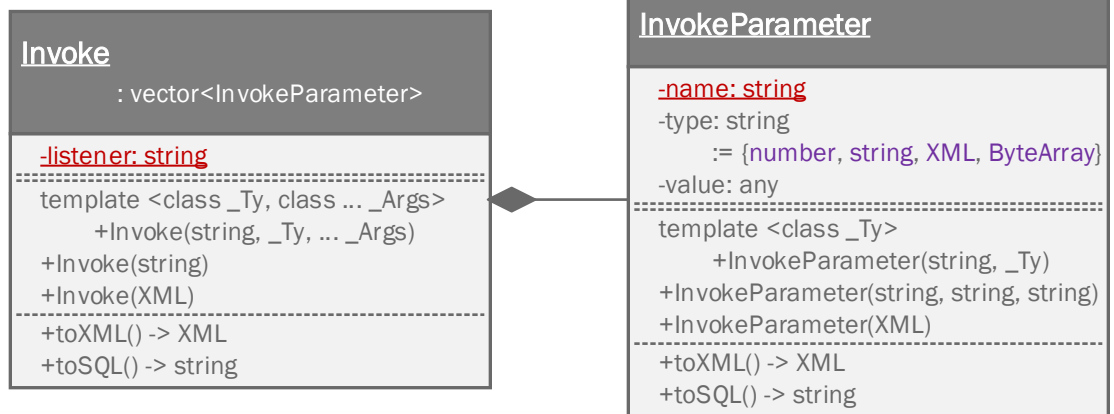 Invoke
: vector<InvokeParameter>
-listener: string
template <class _Ty, class ... _Args>
+Invoke(string, _Ty, ... _Args)
+Invoke(string)
+Invoke(XML)
+toXML() -> XML
+toSQL() -> string
InvokeParameter
-name: string
-type: string
:= {number, string, XML, ByteArray}
-value: any
template <class _Ty>
+InvokeParameter(string, _Ty)
+InvokeParameter(string, string, string)
+InvokeParameter(XML)
+toXML() -> XML
+toSQL() -> string